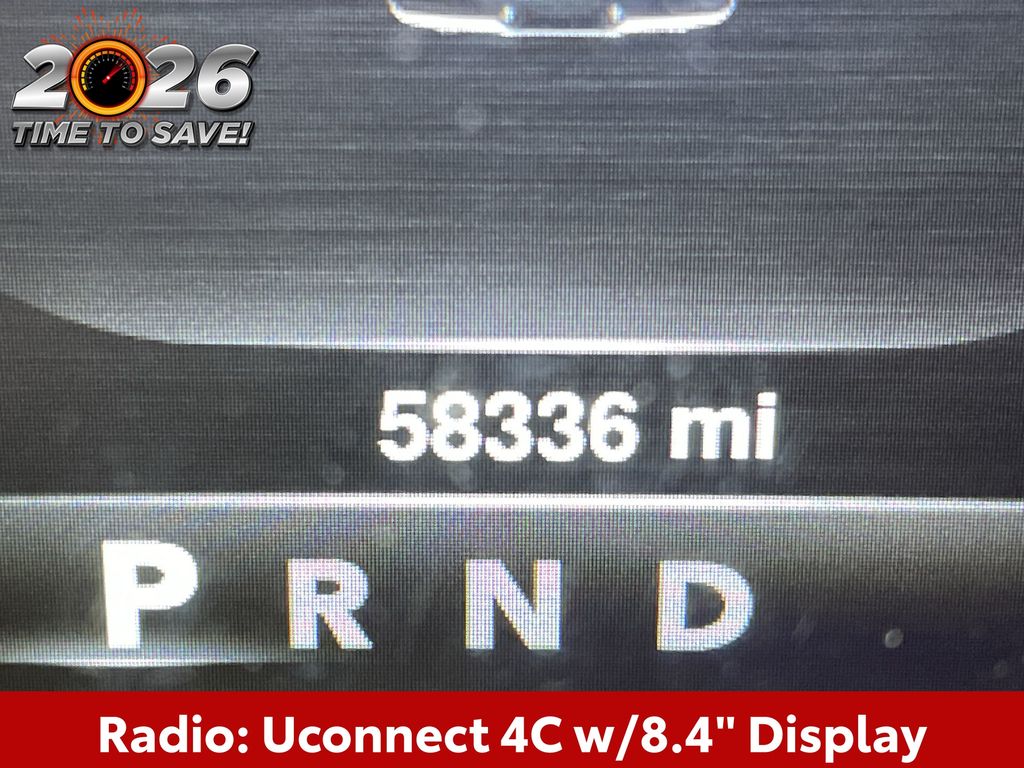 2026
TIME TO SAVE!
58336 mi
P R N D
Radio: Uconnect 4C w/8.4" Display